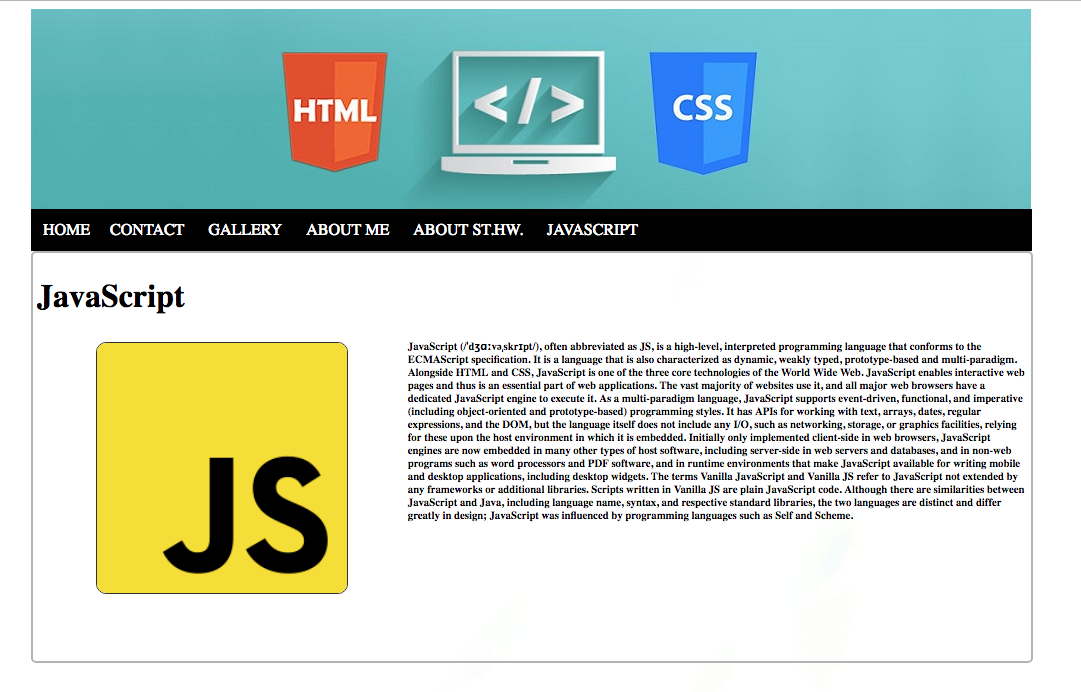 HTML
</>
CSS
HOME CONTACT GALLERY ABOUT ME ABOUT ST.HW. JAVASCRIPT
JavaScript
JS
JavaScript (/ˈdʒɑːvəˌskrɪpt/), often abbreviated as JS, is a high-level, interpreted programming language that conforms to the
ECMAScript specification. It is a language that is also characterized as dynamic, weakly typed, prototype-based and multi-paradigm.
Alongside HTML and CSS, JavaScript is one of the three core technologies of the World Wide Web. JavaScript enables interactive web
pages and thus is an essential part of web applications. The vast majority of websites use it, and all major web browsers have a
dedicated JavaScript engine to execute it. As a multi-paradigm language, JavaScript supports event-driven, functional, and imperative
(including object-oriented and prototype-based) programming styles. It has APIs for working with text, arrays, dates, regular
expressions, and the DOM, but the language itself does not include any I/O, such as networking, storage, or graphics facilities, relying
for these upon the host environment in which it is embedded. Initially only implemented client-side in web browsers, JavaScript
engines are now embedded in many other types of host software, including server-side in web servers and databases, and in non-web
programs such as word processors and PDF software, and in runtime environments that make JavaScript available for writing mobile
and desktop applications, including desktop widgets. The terms Vanilla JavaScript and Vanilla JS refer to JavaScript not extended by
any frameworks or additional libraries. Scripts written in Vanilla JS are plain JavaScript code. Although there are similarities between
JavaScript and Java, including language name, syntax, and respective standard libraries, the two languages are distinct and differ
greatly in design; JavaScript was influenced by programming languages such as Self and Scheme.